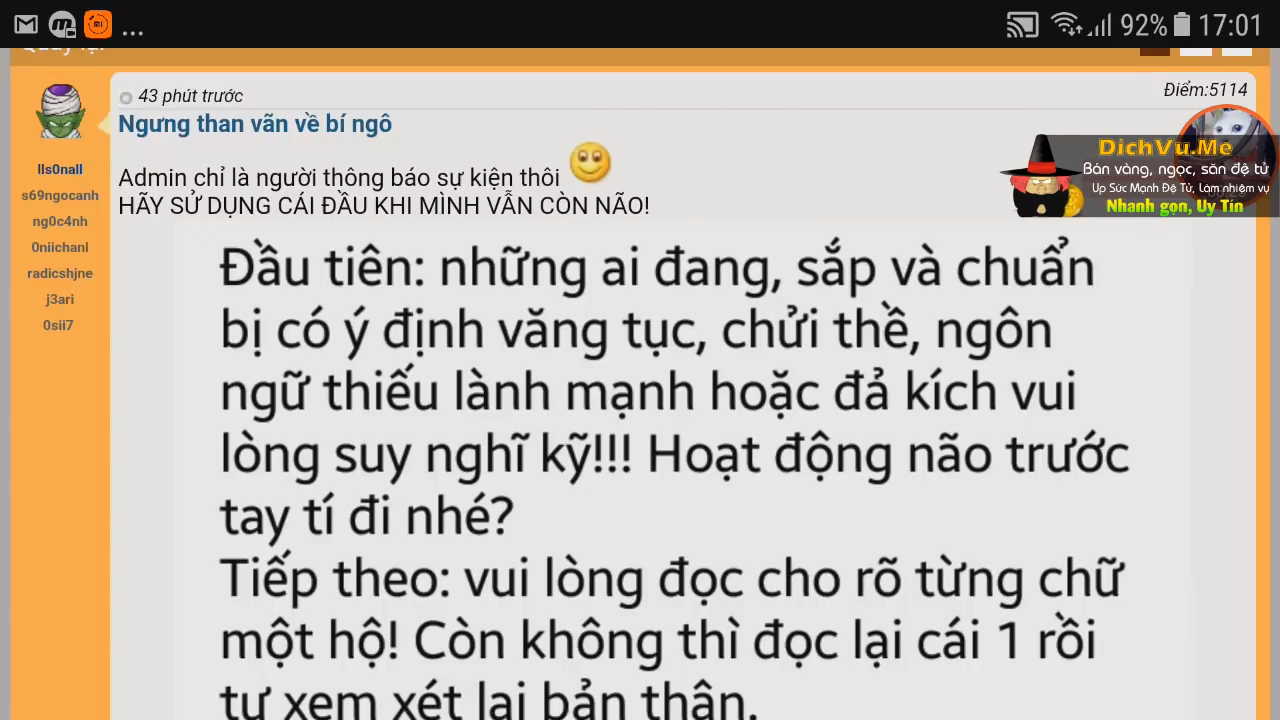 ... 92% 17:01
Quay lại
43 phút trước
Điểm:5114
Ngưng than vãn về bí ngô
Admin chỉ là người thông báo sự kiện thôi
HÃY SỬ DỤNG CÁI ĐẦU KHI MÌNH VẪN CÒN NÃO!
lls0nall
s69ngocanh
ng0c4nh
0niichanl
radicshjne
j3ari
0sii7
DichVu.Me
Bán vàng, ngọc, săn đệ tử
Up Sức Mạnh Đệ Tử, Làm nhiệm vụ
Nhanh gọn, Uy Tín
Đầu tiên: những ai đang, sắp và chuẩn
bị có ý định văng tục, chửi thề, ngôn
ngữ thiếu lành mạnh hoặc đả kích vui
lòng suy nghĩ kỹ!!! Hoạt động não trước
tay tí đi nhé?
Tiếp theo: vui lòng đọc cho rõ từng chữ
một hộ! Còn không thì đọc lại cái 1 rồi
tự xem xét lại bản thân.